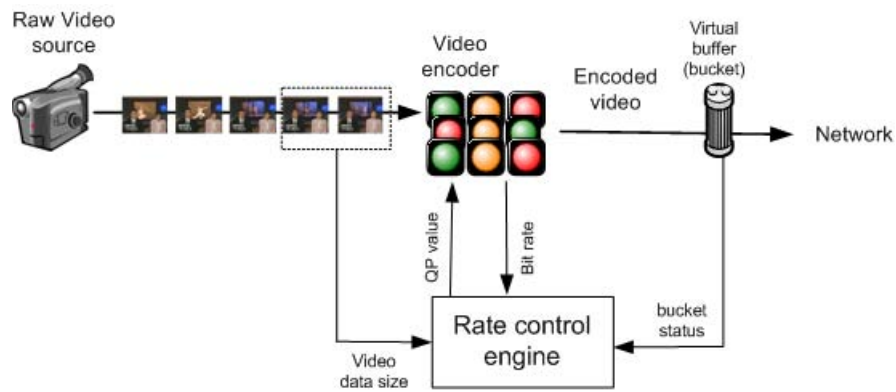 Raw Video
source
Video
encoder
Encoded
video
Virtual
buffer
(bucket)
Network
QP value
Bit rate
Rate control
engine
bucket
status
Video
data size